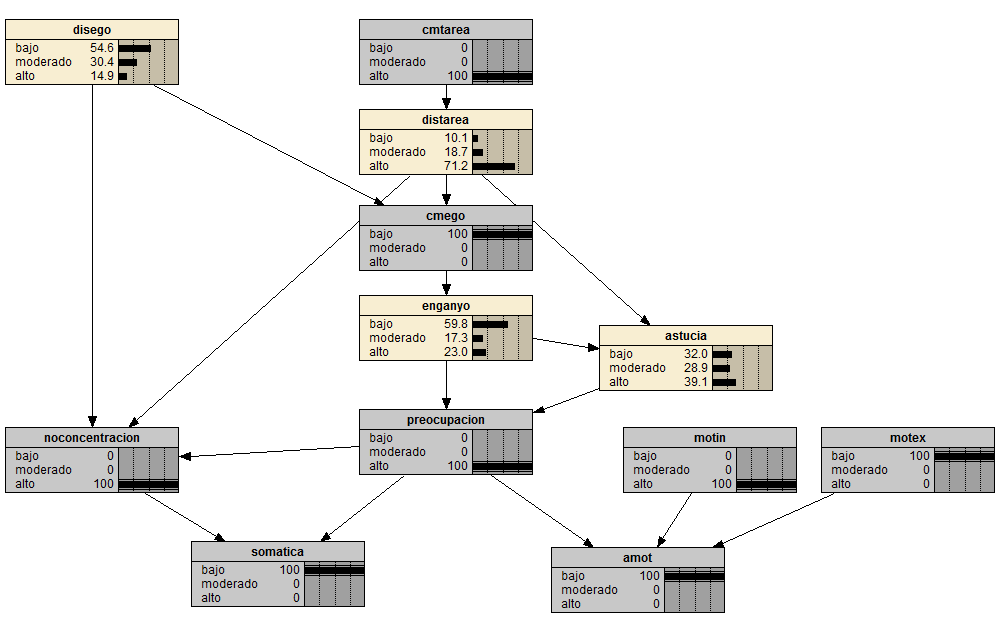 disego
bajo 54.6
moderado 30.4
alto 14.9
cmtarea
bajo 0
moderado 0
alto 100
distarea
bajo 10.1
moderado 18.7
alto 71.2
cmego
bajo 100
moderado 0
alto 0
enganyo
bajo 59.8
moderado 17.3
alto 23.0
astucia
bajo 32.0
moderado 28.9
alto 39.1
preocupacion
bajo 0
moderado 0
alto 100
noconcentracion
bajo 0
moderado 0
alto 100
motin
bajo 0
moderado 0
alto 100
motex
bajo 100
moderado 0
alto 0
somatica
bajo 100
moderado 0
alto 0
amot
bajo 100
moderado 0
alto 0